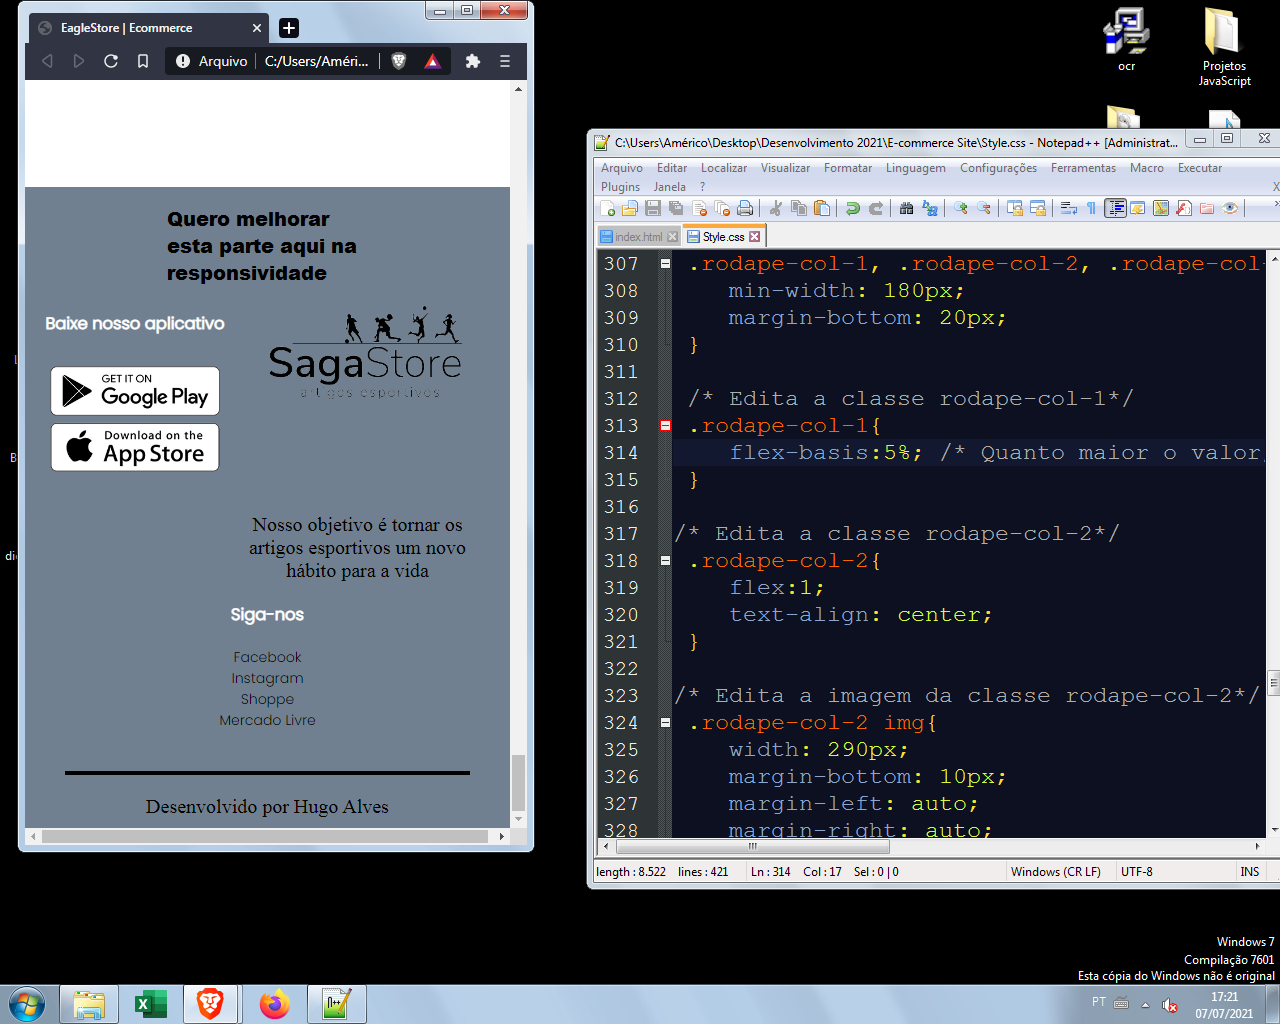 EagleStore | Ecommerce
Arquivo
C:/Users/Améri...
Quero melhorar
esta parte aqui na
responsividade
Baixe nosso aplicativo
GET IT ON
Google Play
Download on the
App Store
SagaStore
artigos esportivos
Nosso objetivo é tornar os
artigos esportivos um novo
hábito para a vida
Siga-nos
Facebook
Instagram
Shoppe
Mercado Livre
Desenvolvido por Hugo Alves
ocr
Projetos
JavaScript
C:\Users\Américo\Desktop\Desenvolvimento 2021\E-commerce Site\Style.css - Notepad++ [Administrat...
Arquivo Editar Localizar Visualizar Formatar Linguagem Configurações Ferramentas Macro Executar
Plugins Janela ? X
index.html Style.css
307 .rodape-col-1, .rodape-col-2, .rodape-col-
308 min-width: 180px;
309 margin-bottom: 20px;
310 }
311
312 /* Edita a classe rodape-col-1*/
313 .rodape-col-1{
314 flex-basis:5%; /* Quanto maior o valor,
315 }
316
317 /* Edita a classe rodape-col-2*/
318 .rodape-col-2{
319 flex:1;
320 text-align: center;
321 }
322
323 /* Edita a imagem da classe rodape-col-2*/
324 .rodape-col-2 img{
325 width: 290px;
326 margin-bottom: 10px;
327 margin-left: auto;
328 margin-right: auto;
length : 8.522 lines : 421 Ln : 314 Col : 17 Sel : 0 | 0 Windows (CR LF) UTF-8 INS
Windows 7
Compilação 7601
Esta cópia do Windows não é original
PT
17:21
07/07/2021